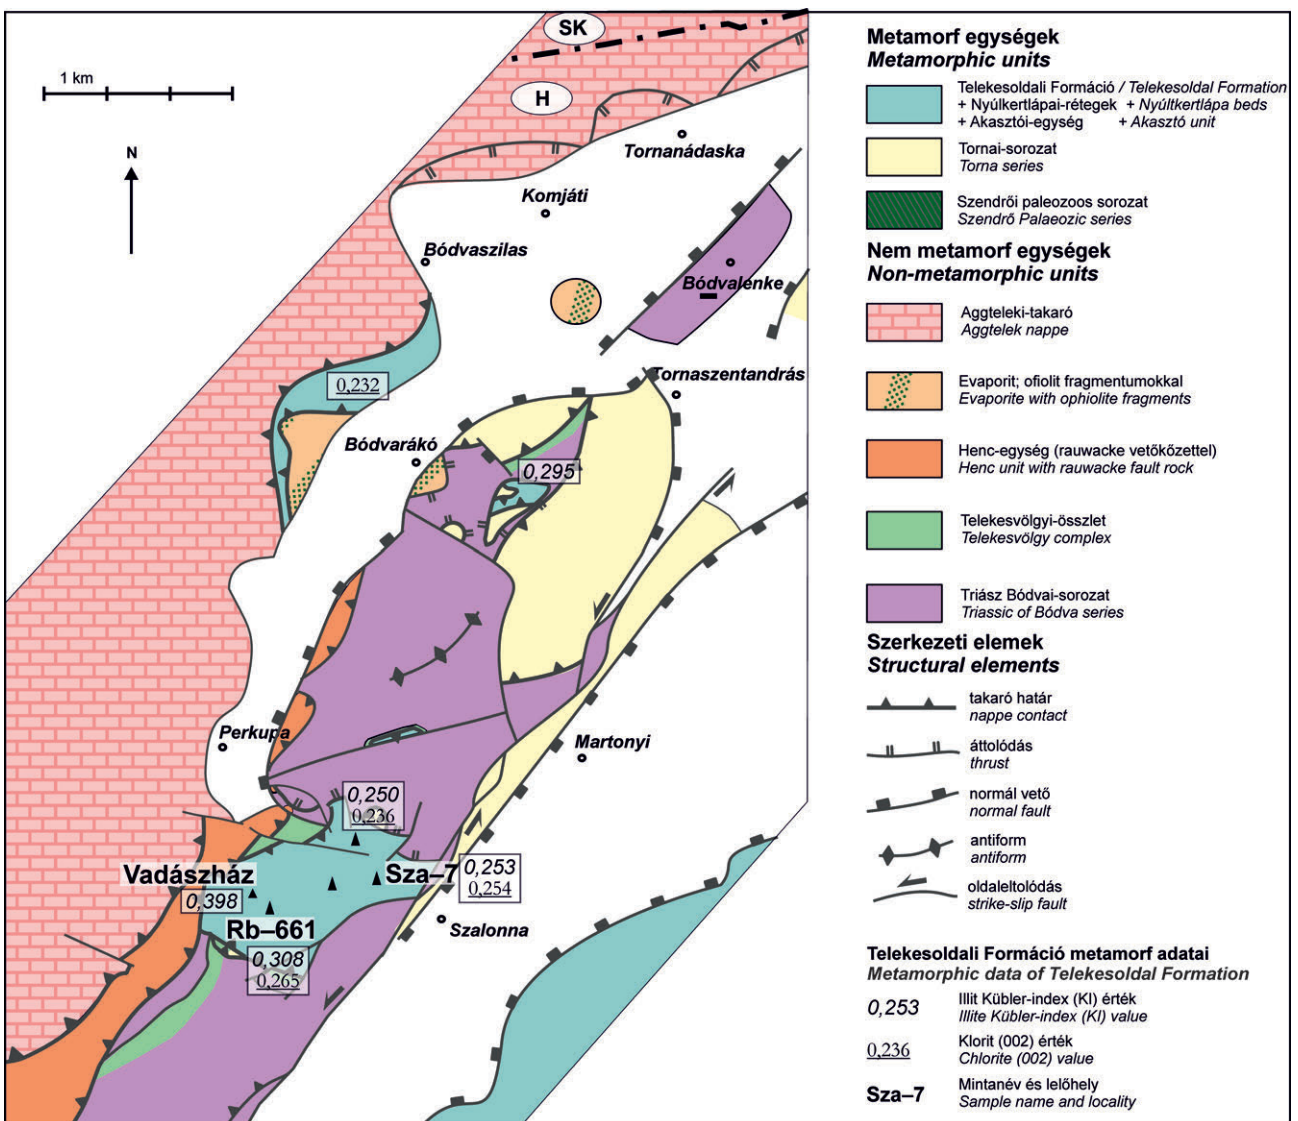 SK
1 km
H
N
Tornanádaska
Komjáti
Bódvaszilas
Bódvalenke
0,232
Tornaszentandrás
Bódvarákó
0,295
Perkupa
Martonyi
0,250
0,236
Vadászház
0,398
Sza–7
0,253
0,254
Rb–661
0,308
0,265
Szalonna
Metamorf egységek
Metamorphic units
Telekesoldali Formáció / Telekesoldal Formation
+ Nyúlkertlápai-rétegek + Nyúltkertlápa beds
+ Akasztói-egység + Akasztó unit
Tornai-sorozat
Torna series
Szendrői paleozoos sorozat
Szendrő Palaeozic series
Nem metamorf egységek
Non-metamorphic units
Aggteleki-takaró
Aggtelek nappe
Evaporit; ofiolit fragmentumokkal
Evaporite with ophiolite fragments
Henc-egység (rauwacke vetőkőzettel)
Henc unit with rauwacke fault rock
Telekesvölgyi-összlet
Telekesvölgy complex
Triász Bódvai-sorozat
Triassic of Bódva series
Szerkezeti elemek
Structural elements
takaró határ
nappe contact
áttolódás
thrust
normál vető
normal fault
antiform
antiform
oldaleltolódás
strike-slip fault
Telekesoldali Formáció metamorf adatai
Metamorphic data of Telekesoldal Formation
0,253
Illit Kübler-index (KI) érték
Illite Kübler-index (KI) value
0,236
Klorit (002) érték
Chlorite (002) value
Sza–7
Mintanév és lelőhely
Sample name and locality